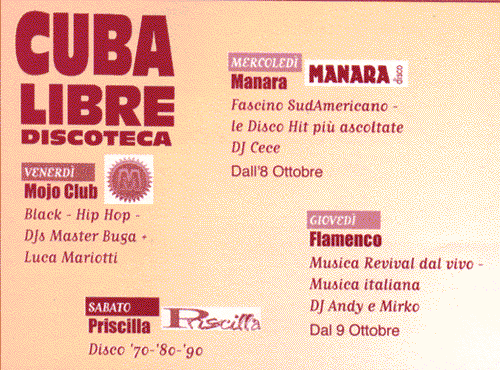 CUBA
LIBRE
DISCOTECA
MERCOLEDÌ
Manara
MANARA disco
Fascino SudAmericano -
le Disco Hit più ascoltate
DJ Cece
Dall'8 Ottobre
VENERDÌ
Mojo Club
M
Black - Hip Hop -
DJs Master Buga +
Luca Mariotti
GIOVEDÌ
Flamenco
Musica Revival dal vivo -
Musica italiana
DJ Andy e Mirko
Dal 9 Ottobre
SABATO
Priscilla
Priscilla
Disco '70-'80-'90